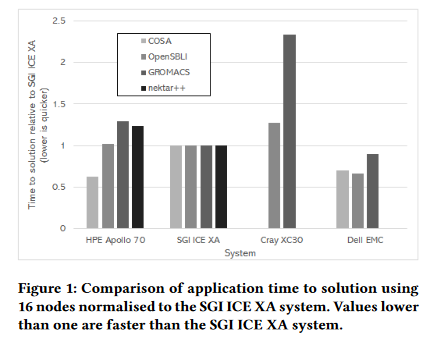 2.5
2
1.5
1
0.5
0
Time to solution relative to SGI ICE XA
(lower is quicker)
COSA
OpenSBLI
GROMACS
nektar++
HPE Apollo 70
SGI ICE XA
Cray XC30
Dell EMC
System
Figure 1: Comparison of application time to solution using
16 nodes normalised to the SGI ICE XA system. Values lower
than one are faster than the SGI ICE XA system.